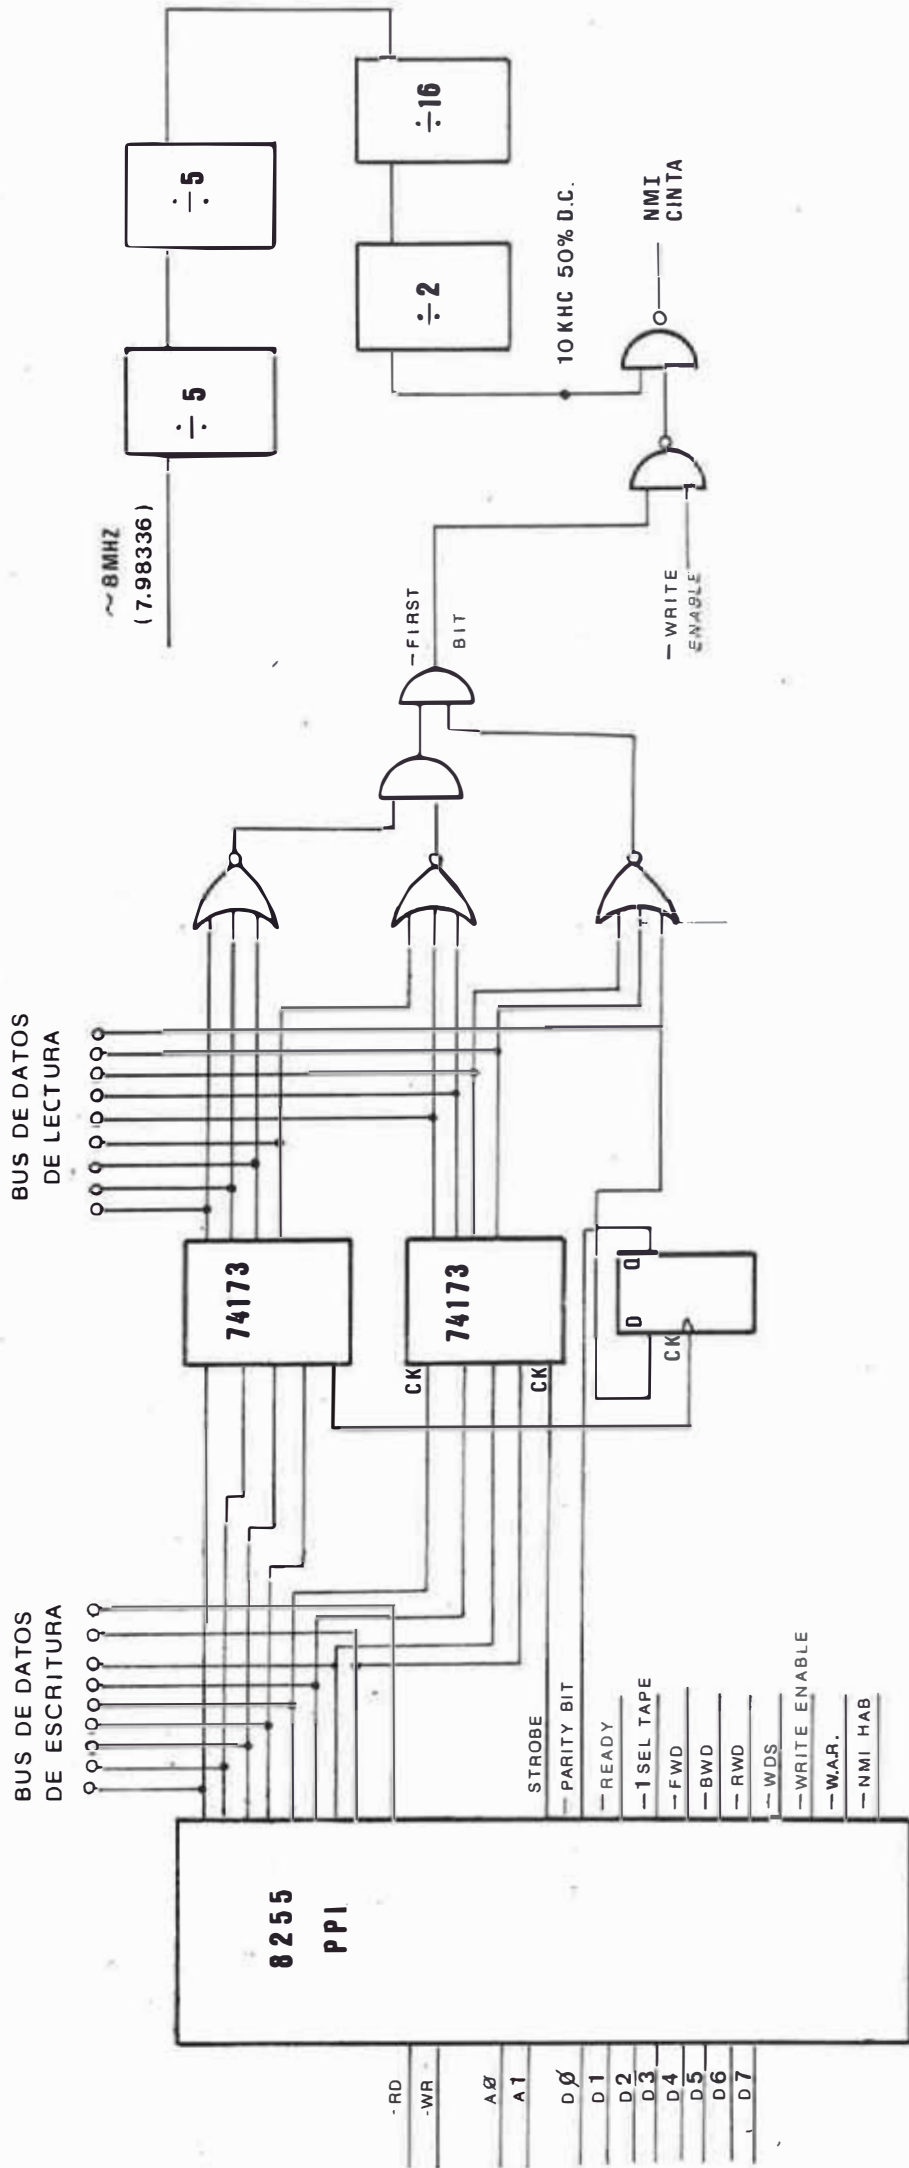 BUS DE DATOS
DE ESCRITURA
BUS DE DATOS
DE LECTURA
8255
PPI
-RD
-WR
AØ
A1
DØ
D1
D2
D3
D4
D5
D6
D7
STROBE
—PARITY BIT
—READY
—1SEL TAPE
—FWD
—BWD
—RWD
—WDS
—WRITE ENABLE
—W.A.R.
—NMI HAB
74173
CK
74173
CK
D
Q
CK
—FIRST
BIT
—WRITE
ENABLE
~8MHZ
(7.98336)
÷5
÷5
÷16
÷2
10KHC 50% D.C.
NMI
CINTA